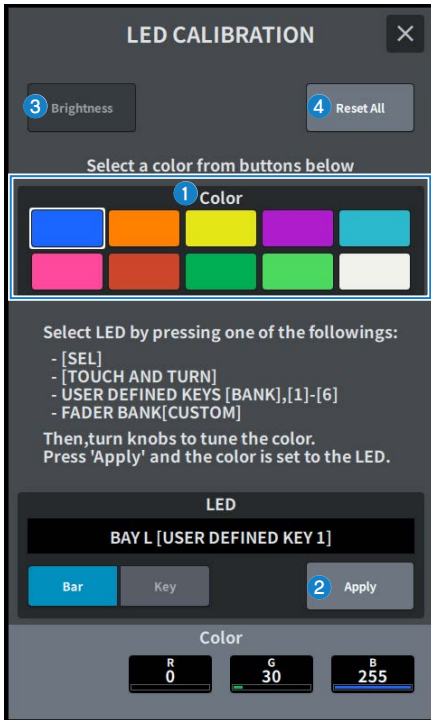 LED CALIBRATION
3 Brightness
4 Reset All
Select a color from buttons below
1 Color
Select LED by pressing one of the followings:
- [SEL]
- [TOUCH AND TURN]
- USER DEFINED KEYS [BANK],[1]-[6]
- FADER BANK[CUSTOM]
Then,turn knobs to tune the color.
Press 'Apply' and the color is set to the LED.
LED
BAY L [USER DEFINED KEY 1]
Bar Key 2 Apply
Color
R G B
0 30 255